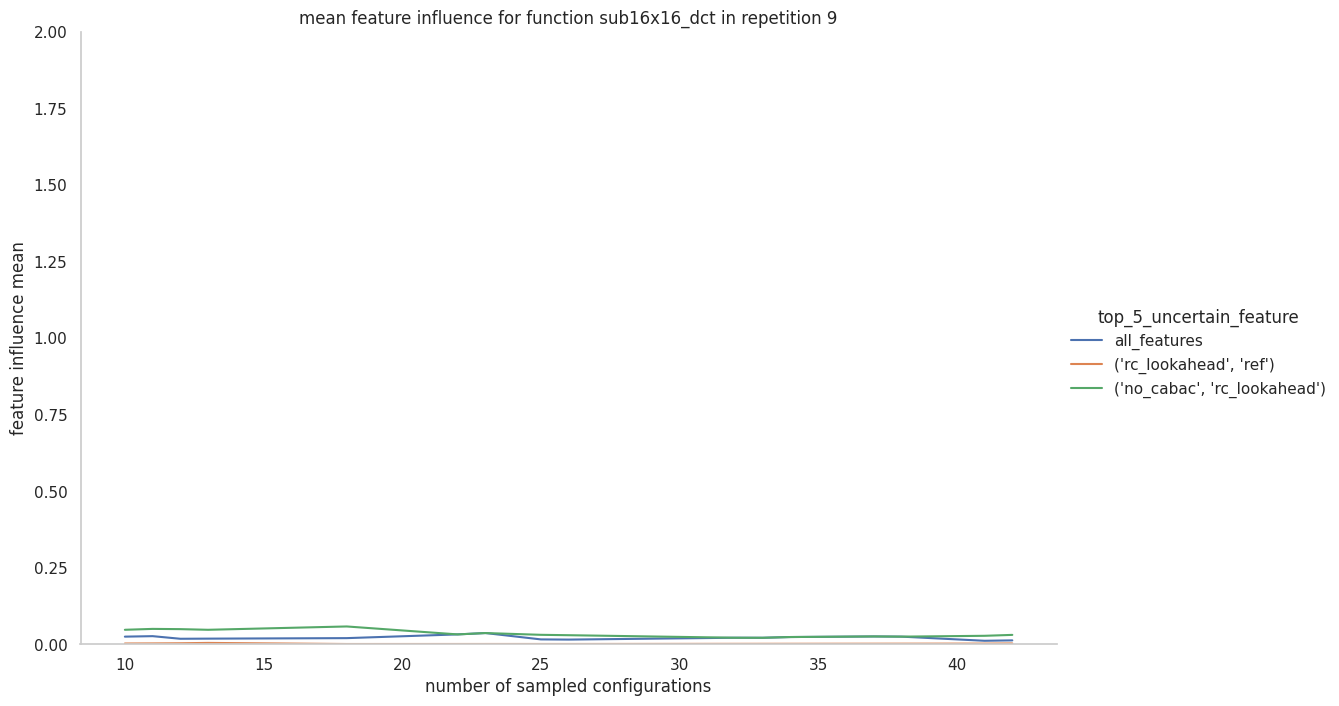 mean feature influence for function sub16x16_dct in repetition 9
2.00
1.75
1.50
1.25
1.00
0.75
0.50
0.25
0.00
feature influence mean
10 15 20 25 30 35 40
number of sampled configurations
top_5_uncertain_feature
all_features
('rc_lookahead', 'ref')
('no_cabac', 'rc_lookahead')